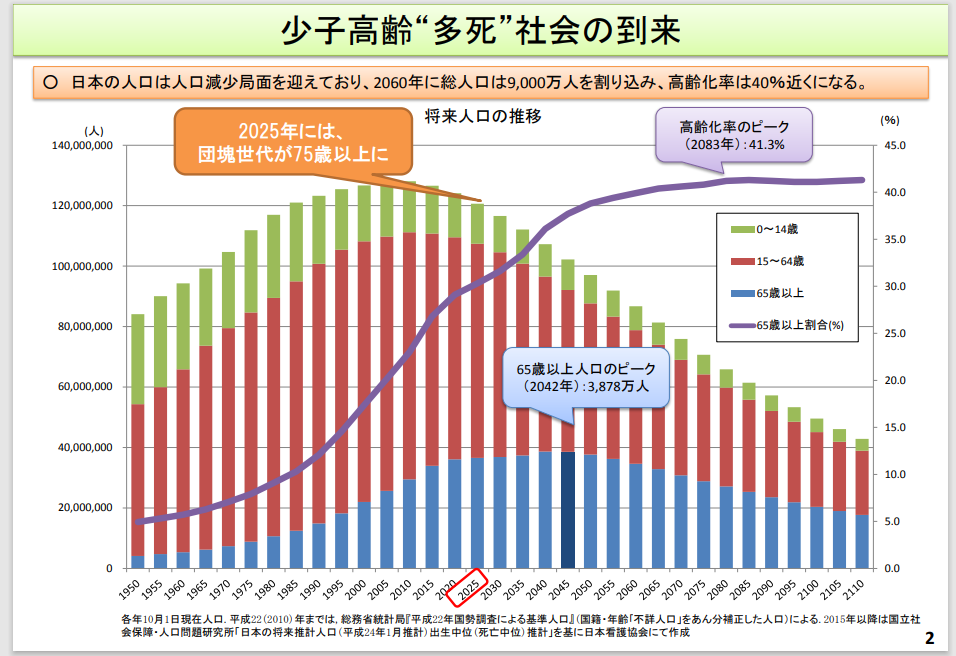 少子高齢“多死”社会の到来
○ 日本の人口は人口減少局面を迎えており、2060年に総人口は9,000万人を割り込み、高齢化率は40％近くになる。
将来人口の推移
(人)
(%)
2025年には、
団塊世代が75歳以上に
高齢化率のピーク
（2083年）：41.3%
140,000,000
120,000,000
100,000,000
80,000,000
60,000,000
40,000,000
20,000,000
0
45.0
40.0
35.0
30.0
25.0
20.0
15.0
10.0
5.0
0.0
0～14歳
15～64歳
65歳以上
65歳以上割合(%)
65歳以上人口のピーク
（2042年）：3,878万人
1950 1955 1960 1965 1970 1975 1980 1985 1990 1995 2000 2005 2010 2015 2020 2025 2030 2035 2040 2045 2050 2055 2060 2065 2070 2075 2080 2085 2090 2095 2100 2105 2110
各年10月1日現在人口．平成22(2010)年までは，総務省統計局『平成22年国勢調査による基準人口』（国籍・年齢「不詳人口」をあん分補正した人口）による．2015年以降は国立社
会保障・人口問題研究所「日本の将来推計人口（平成24年1月推計）出生中位（死亡中位）推計」を基に日本看護協会にて作成
2